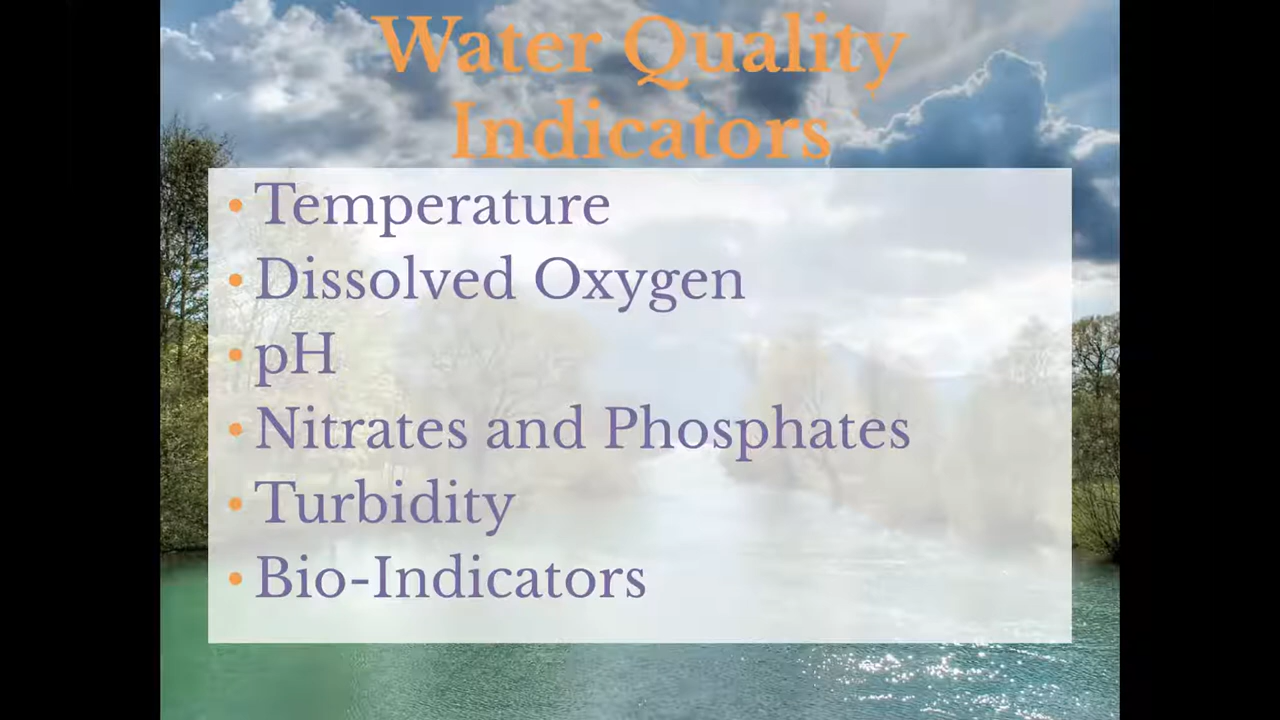 Water Quality
Indicators
• Temperature
• Dissolved Oxygen
• pH
• Nitrates and Phosphates
• Turbidity
• Bio-Indicators